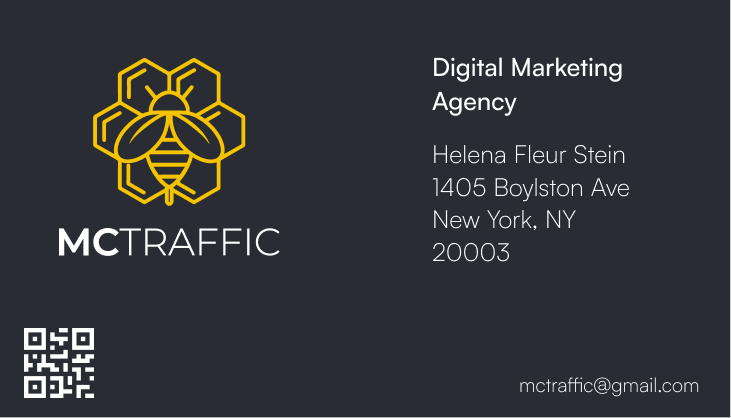 MCTRAFFIC
Digital Marketing
Agency
Helena Fleur Stein
1405 Boylston Ave
New York, NY
20003
mctraffic@gmail.com